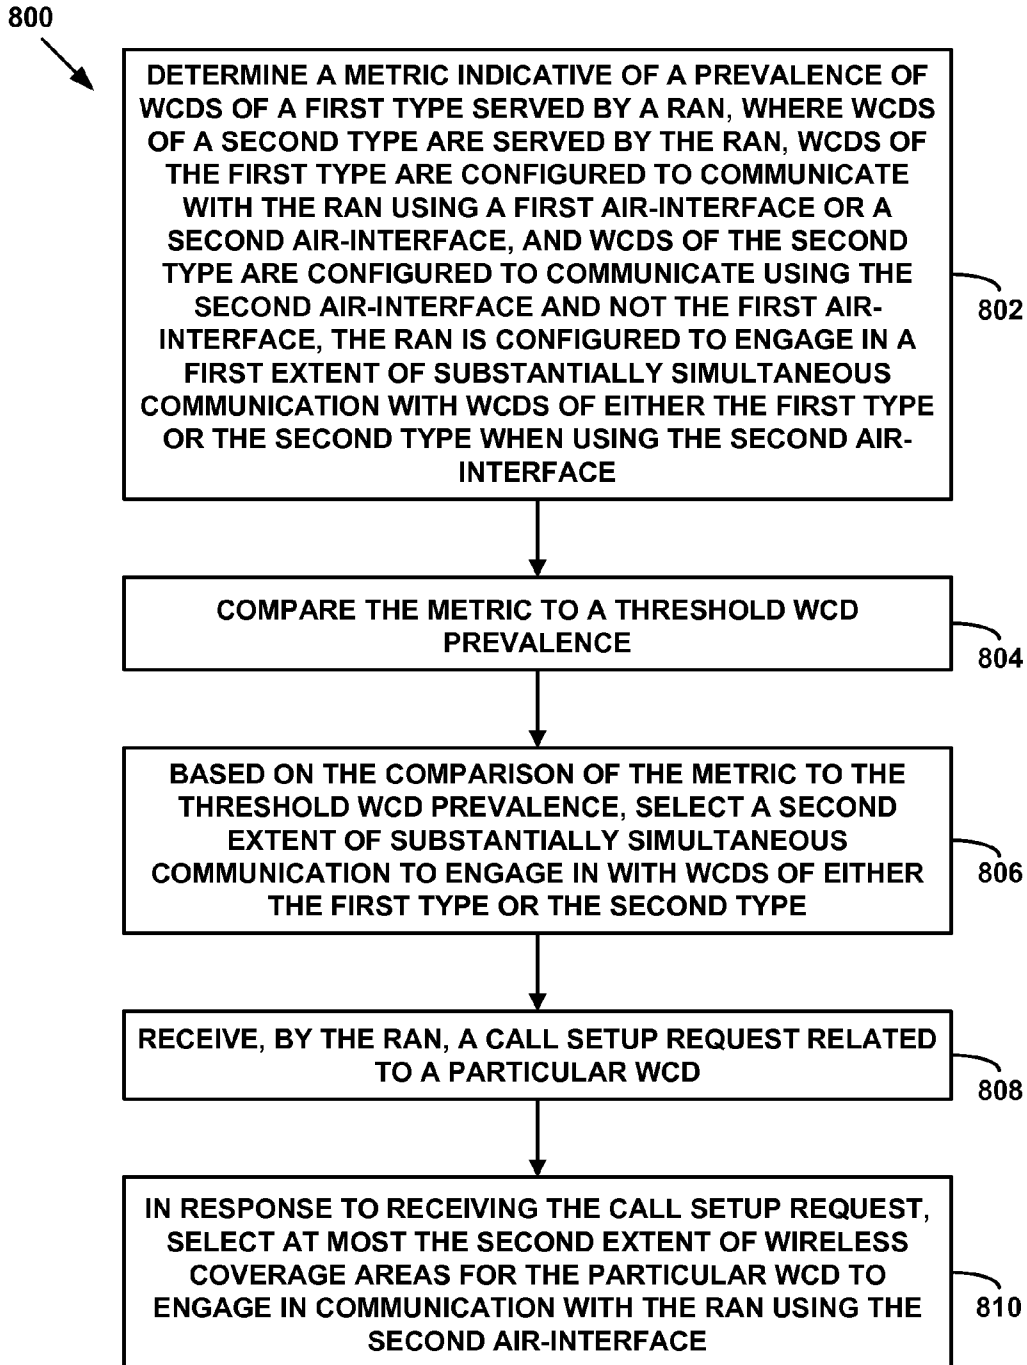 800
DETERMINE A METRIC INDICATIVE OF A PREVALENCE OF
WCDS OF A FIRST TYPE SERVED BY A RAN, WHERE WCDS
OF A SECOND TYPE ARE SERVED BY THE RAN, WCDS OF
THE FIRST TYPE ARE CONFIGURED TO COMMUNICATE
WITH THE RAN USING A FIRST AIR-INTERFACE OR A
SECOND AIR-INTERFACE, AND WCDS OF THE SECOND
TYPE ARE CONFIGURED TO COMMUNICATE USING THE
SECOND AIR-INTERFACE AND NOT THE FIRST AIR-
INTERFACE, THE RAN IS CONFIGURED TO ENGAGE IN A
FIRST EXTENT OF SUBSTANTIALLY SIMULTANEOUS
COMMUNICATION WITH WCDS OF EITHER THE FIRST TYPE
OR THE SECOND TYPE WHEN USING THE SECOND AIR-
INTERFACE
802
COMPARE THE METRIC TO A THRESHOLD WCD
PREVALENCE
804
BASED ON THE COMPARISON OF THE METRIC TO THE
THRESHOLD WCD PREVALENCE, SELECT A SECOND
EXTENT OF SUBSTANTIALLY SIMULTANEOUS
COMMUNICATION TO ENGAGE IN WITH WCDS OF EITHER
THE FIRST TYPE OR THE SECOND TYPE
806
RECEIVE, BY THE RAN, A CALL SETUP REQUEST RELATED
TO A PARTICULAR WCD
808
IN RESPONSE TO RECEIVING THE CALL SETUP REQUEST,
SELECT AT MOST THE SECOND EXTENT OF WIRELESS
COVERAGE AREAS FOR THE PARTICULAR WCD TO
ENGAGE IN COMMUNICATION WITH THE RAN USING THE
SECOND AIR-INTERFACE
810